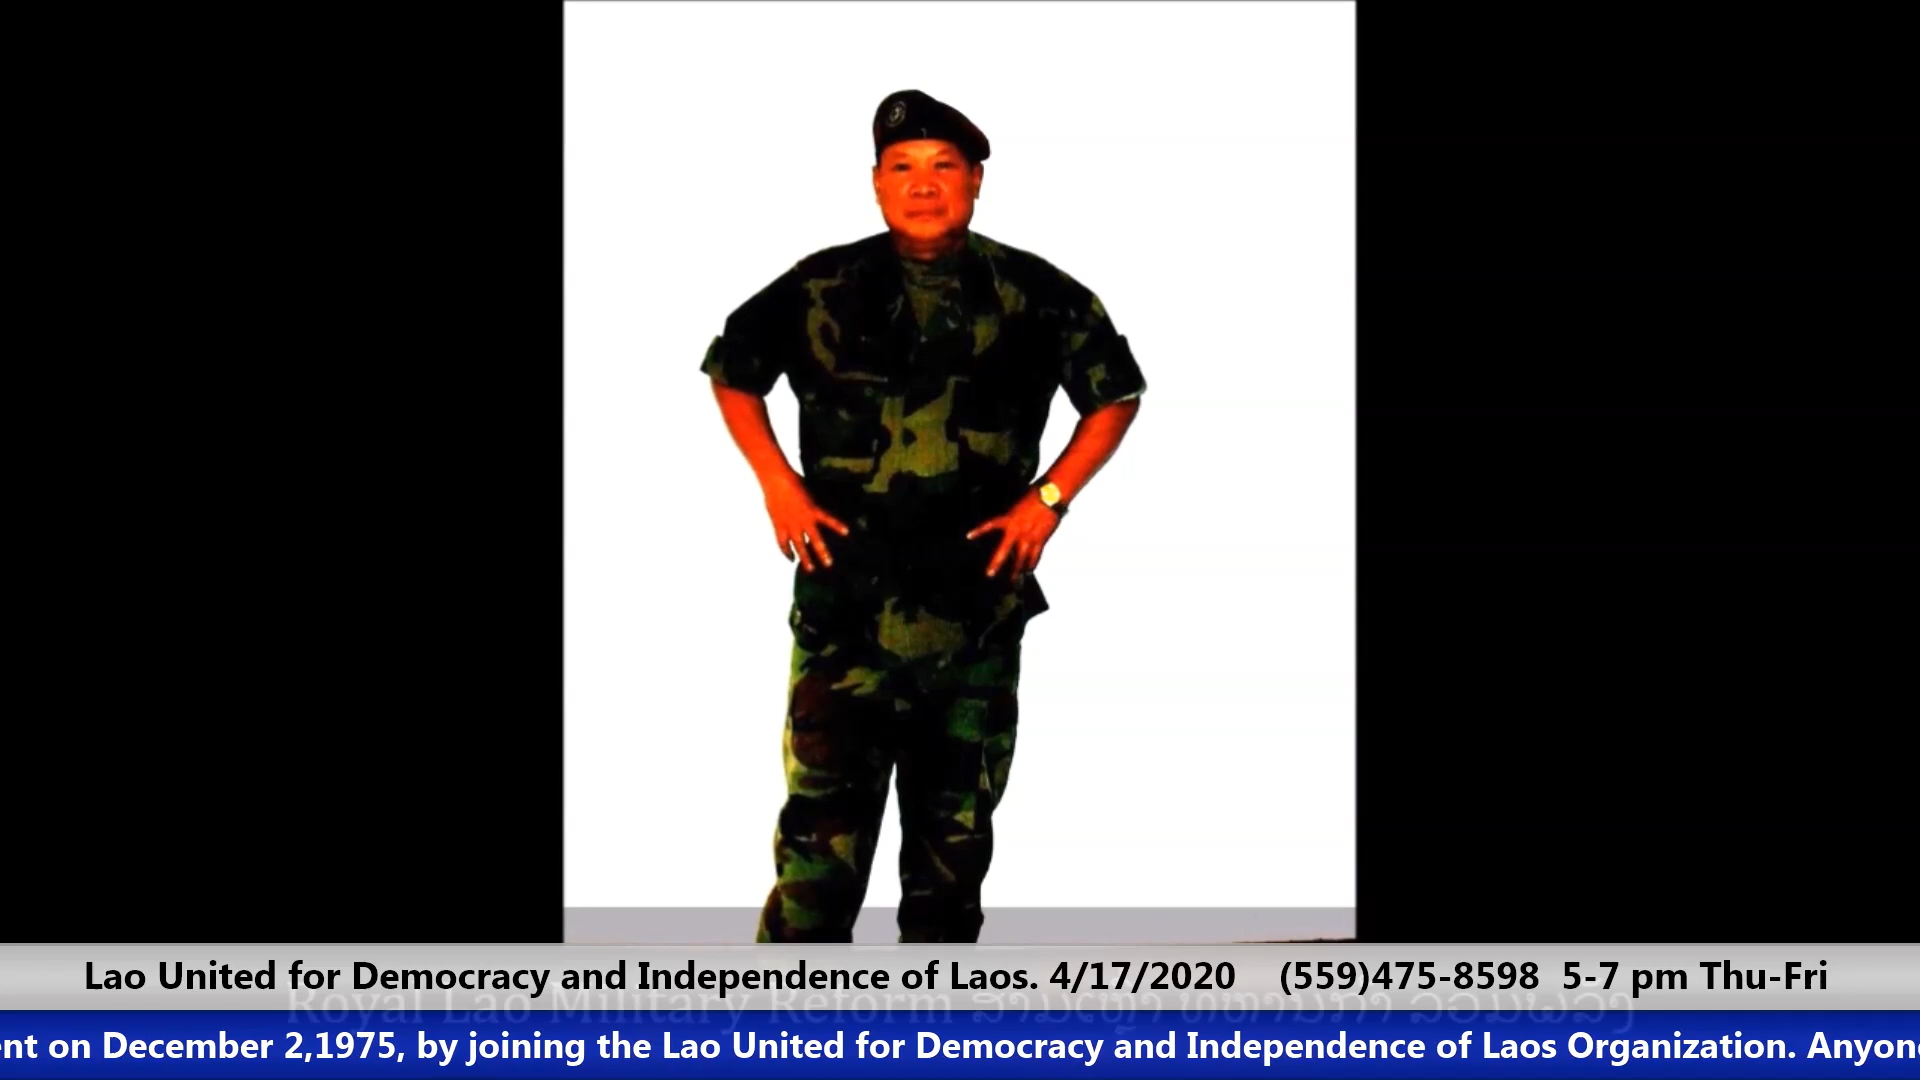 Lao United for Democracy and Independence of Laos. 4/17/2020 (559)475-8598 5-7 pm Thu-Fri
Royal Lao Military Reform
nt on December 2,1975, by joining the Lao United for Democracy and Independence of Laos Organization. Anyon